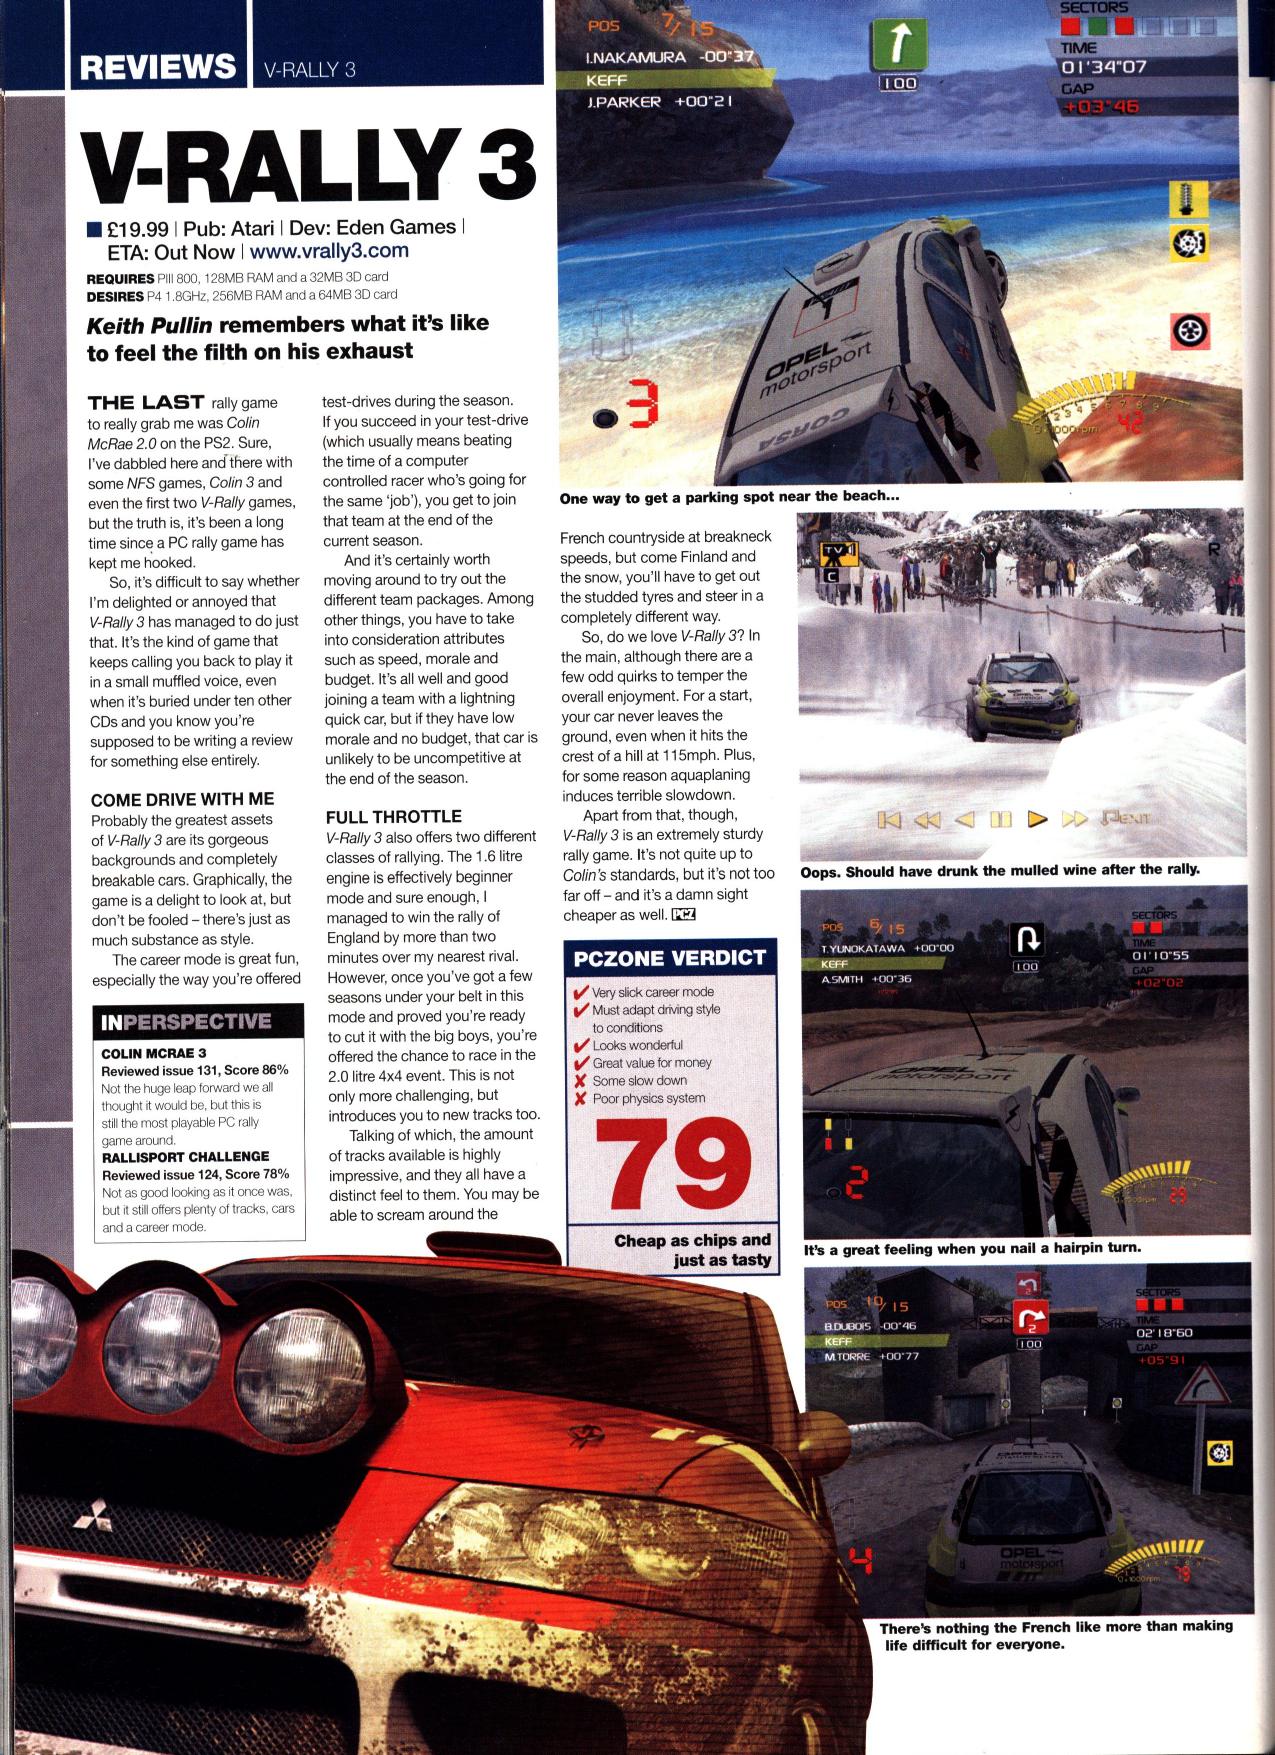 REVIEWS
V-RALLY 3
V-RALLY 3
£19.99 | Pub: Atari | Dev: Eden Games |
ETA: Out Now | www.vrally3.com
REQUIRES PIII 800, 128MB RAM and a 32MB 3D card
DESIRES P4 1.8GHz, 256MB RAM and a 64MB 3D card
Keith Pullin remembers what it's like
to feel the filth on his exhaust
THE LAST rally game
to really grab me was Colin
McRae 2.0 on the PS2. Sure,
I've dabbled here and there with
some NFS games, Colin 3 and
even the first two V-Rally games,
but the truth is, it's been a long
time since a PC rally game has
kept me hooked.
So, it's difficult to say whether
I'm delighted or annoyed that
V-Rally 3 has managed to do just
that. It's the kind of game that
keeps calling you back to play it
in a small muffled voice, even
when it's buried under ten other
CDs and you know you're
supposed to be writing a review
for something else entirely.
COME DRIVE WITH ME
Probably the greatest assets
of V-Rally 3 are its gorgeous
backgrounds and completely
breakable cars. Graphically, the
game is a delight to look at, but
don't be fooled – there's just as
much substance as style.
The career mode is great fun,
especially the way you're offered
INPERSPECTIVE
COLIN MCRAE 3
Reviewed issue 131, Score 86%
Not the huge leap forward we all
thought it would be, but this is
still the most playable PC rally
game around.
RALLISPORT CHALLENGE
Reviewed issue 124, Score 78%
Not as good looking as it once was,
but it still offers plenty of tracks, cars
and a career mode.
test-drives during the season.
If you succeed in your test-drive
(which usually means beating
the time of a computer
controlled racer who's going for
the same 'job'), you get to join
that team at the end of the
current season.
And it's certainly worth
moving around to try out the
different team packages. Among
other things, you have to take
into consideration attributes
such as speed, morale and
budget. It's all well and good
joining a team with a lightning
quick car, but if they have low
morale and no budget, that car is
unlikely to be uncompetitive at
the end of the season.
FULL THROTTLE
V-Rally 3 also offers two different
classes of rallying. The 1.6 litre
engine is effectively beginner
mode and sure enough, I
managed to win the rally of
England by more than two
minutes over my nearest rival.
However, once you've got a few
seasons under your belt in this
mode and proved you're ready
to cut it with the big boys, you're
offered the chance to race in the
2.0 litre 4x4 event. This is not
only more challenging, but
introduces you to new tracks too.
Talking of which, the amount
of tracks available is highly
impressive, and they all have a
distinct feel to them. You may be
able to scream around the
French countryside at breakneck
speeds, but come Finland and
the snow, you'll have to get out
the studded tyres and steer in a
completely different way.
So, do we love V-Rally 3? In
the main, although there are a
few odd quirks to temper the
overall enjoyment. For a start,
your car never leaves the
ground, even when it hits the
crest of a hill at 115mph. Plus,
for some reason aquaplaning
induces terrible slowdown.
Apart from that, though,
V-Rally 3 is an extremely sturdy
rally game. It's not quite up to
Colin's standards, but it's not too
far off – and it's a damn sight
cheaper as well. PCZ
PCZONE VERDICT
Very slick career mode
Must adapt driving style
to conditions
Looks wonderful
Great value for money
Some slow down
Poor physics system
79
Cheap as chips and
just as tasty
POS 7/15
I.NAKAMURA -00"37
KEFF
J.PARKER +00"21
100
SECTORS
TIME
01'34"07
GAP
+03"46
OPEL
motorsport
CORSA
3
42
One way to get a parking spot near the beach...
TV
C
R
OPEL
EXIT
Oops. Should have drunk the mulled wine after the rally.
POS 6/15
T.YUNOKATAWA +00"00
KEFF
A.SMITH +00"36
100
SECTORS
TIME
01'10"55
GAP
+02"02
OPEL
motorsport
2
29
It's a great feeling when you nail a hairpin turn.
POS 10/15
B.DUBOIS -00"46
KEFF
M.TORRE +00"77
2
100
SECTORS
TIME
02'18"60
GAP
+05"91
OPEL
motorsport
4
79
There's nothing the French like more than making
life difficult for everyone.